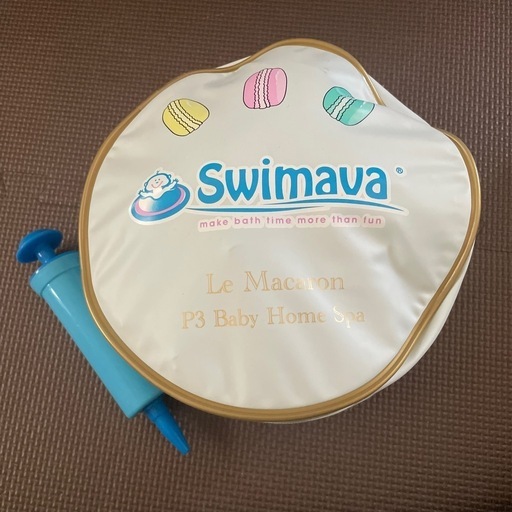 Swimava®
make bath time more than fun
Le Macaron
P3 Baby Home Spa